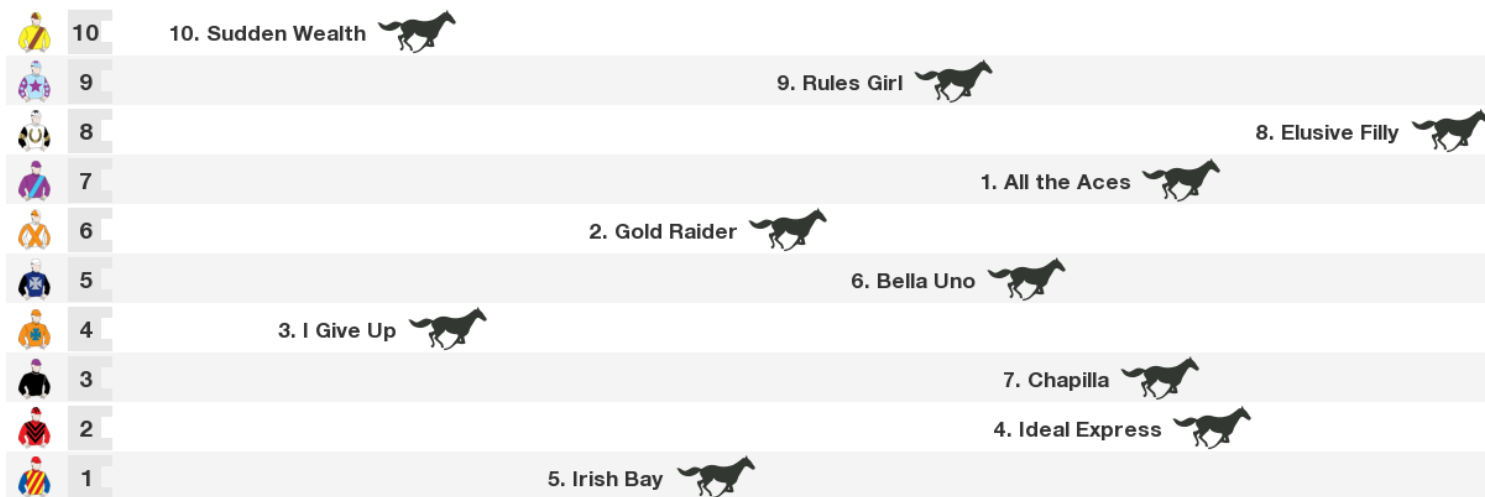 10 10. Sudden Wealth
9 9. Rules Girl
8 8. Elusive Filly
7 1. All the Aces
6 2. Gold Raider
5 6. Bella Uno
4 3. I Give Up
3 7. Chapilla
2 4. Ideal Express
1 5. Irish Bay